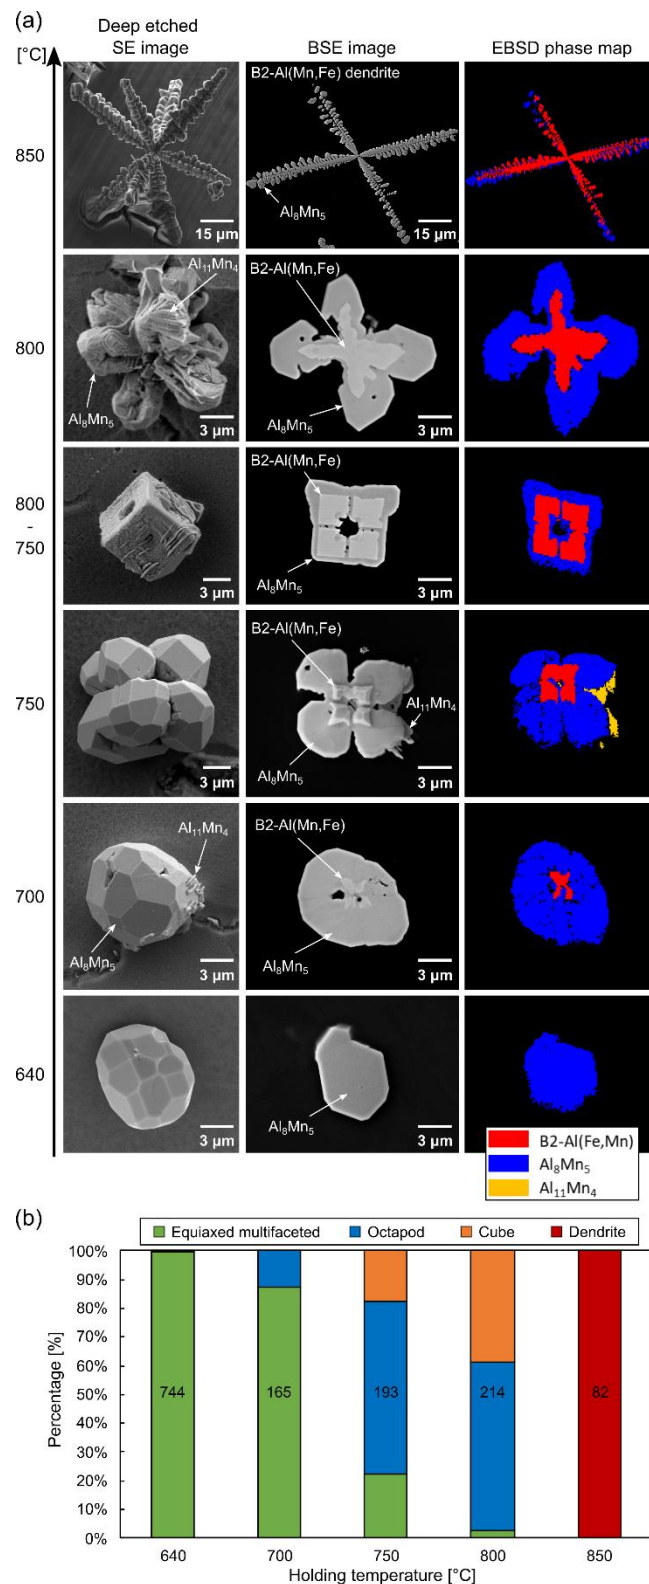 (a)
Deep etched
SE image
BSE image
EBSD phase map
[°C]
B2-Al(Mn,Fe) dendrite
850
Al₈Mn₅
15 µm
15 µm
Al₁₁Mn₄
B2-Al(Mn,Fe)
800
Al₈Mn₅
3 µm
Al₈Mn₅
3 µm
B2-Al(Mn,Fe)
800
-
750
Al₈Mn₅
3 µm
3 µm
B2-Al(Mn,Fe)
Al₁₁Mn₄
750
Al₈Mn₅
3 µm
3 µm
Al₁₁Mn₄
B2-Al(Mn,Fe)
700
Al₈Mn₅
3 µm
Al₈Mn₅
3 µm
640
3 µm
Al₈Mn₅
3 µm
B2-Al(Fe,Mn)
Al₈Mn₅
Al₁₁Mn₄
(b)
Equiaxed multifaceted
Octapod
Cube
Dendrite
100%
90%
80%
70%
60%
50%
40%
30%
20%
10%
0%
Percentage [%]
744
165
193
214
82
640
700
750
800
850
Holding temperature [°C]